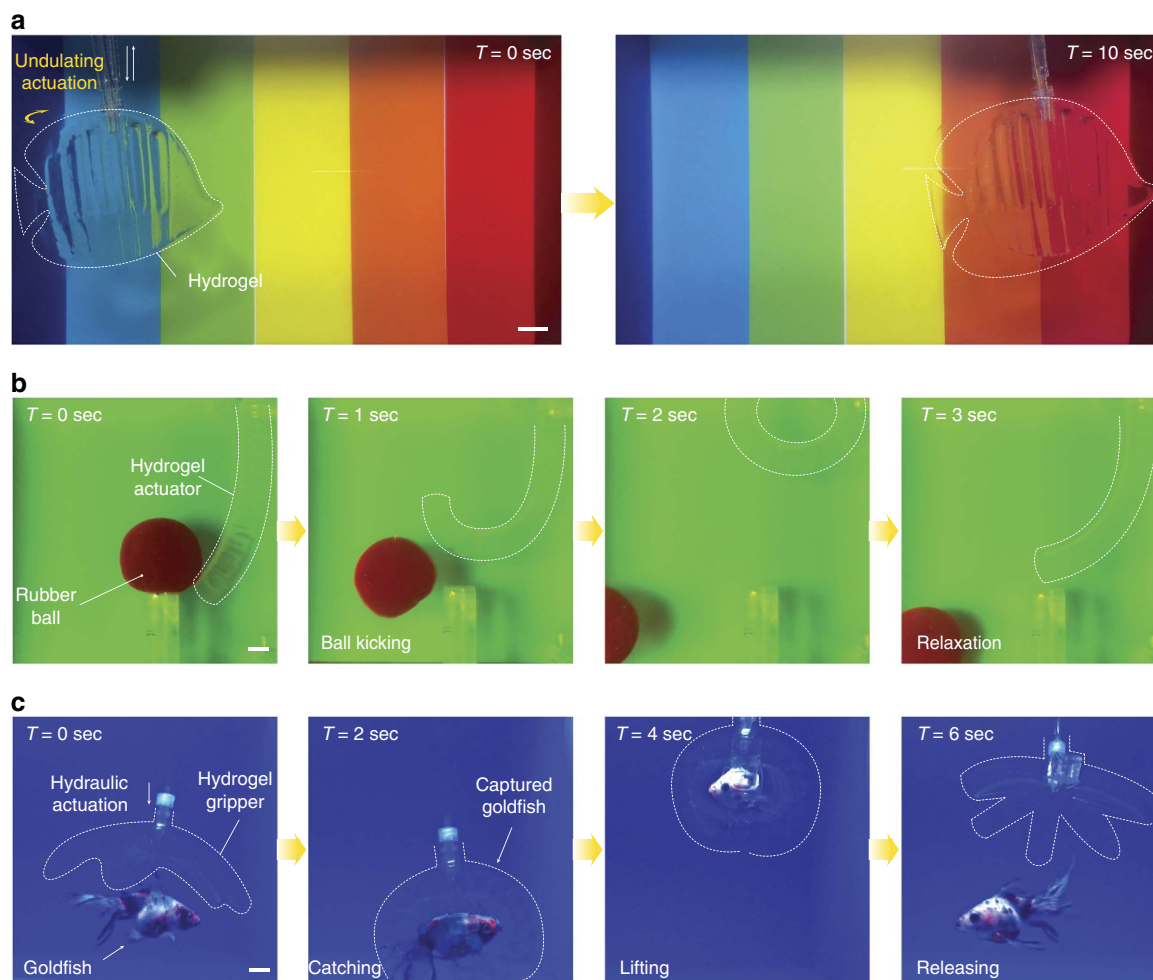 a
Undulating
actuation
T = 0 sec
Hydrogel
T = 10 sec
b
T = 0 sec
Hydrogel
actuator
Rubber
ball
T = 1 sec
Ball kicking
T = 2 sec
T = 3 sec
Relaxation
c
T = 0 sec
Hydraulic
actuation
Hydrogel
gripper
Goldfish
T = 2 sec
Captured
goldfish
Catching
T = 4 sec
Lifting
T = 6 sec
Releasing